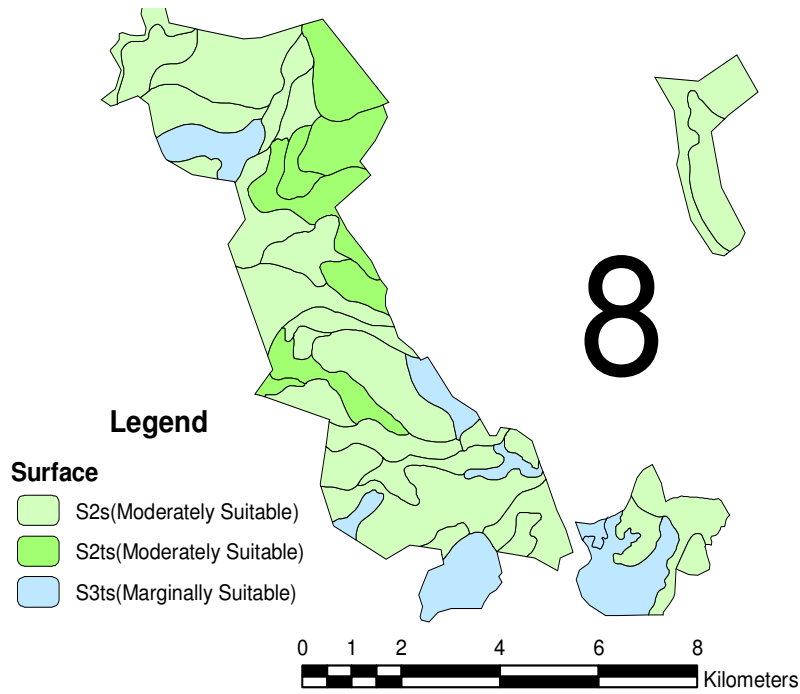 8
Legend
Surface
S2s(Moderately Suitable)
S2ts(Moderately Suitable)
S3ts(Marginally Suitable)
0 1 2 4 6 8
Kilometers